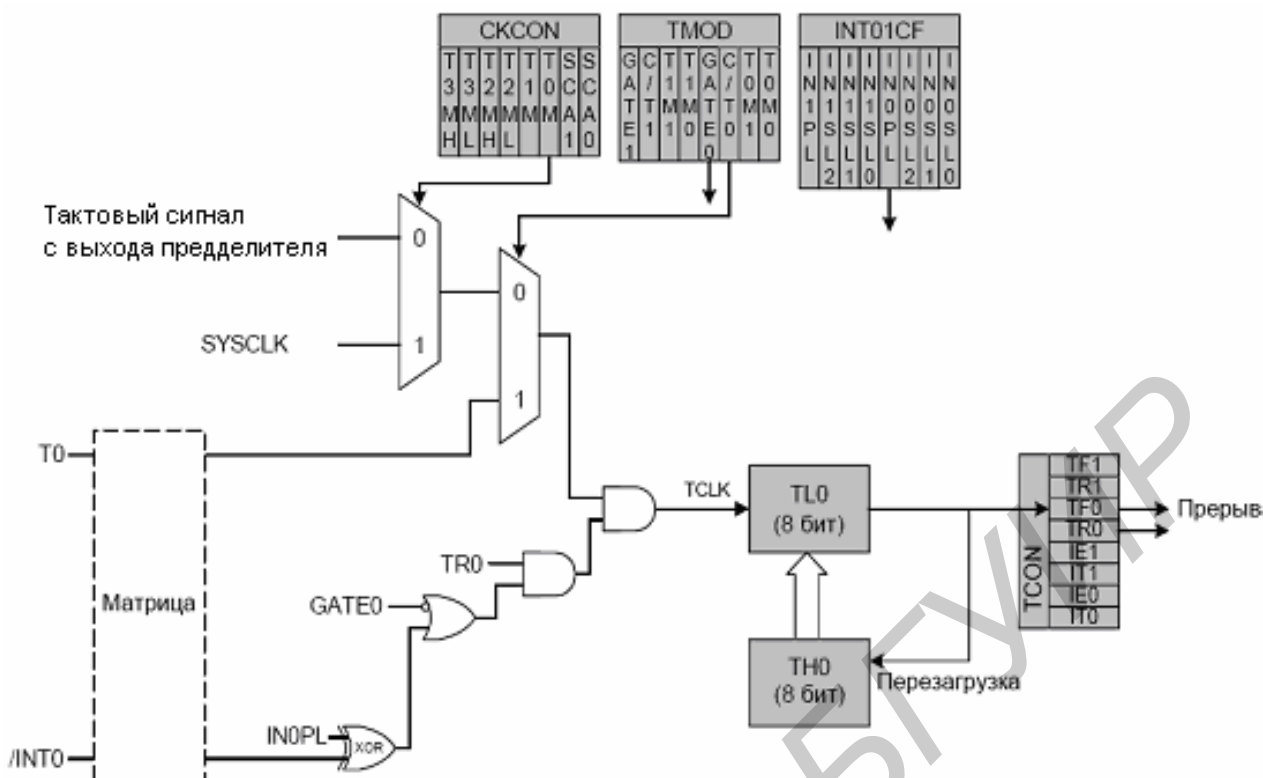 CKCON
TMOD
INT01CF
T3MH
T3ML
T2MH
T2ML
T1M
T0M
SCA1
SCA0
GATE1
C/T1
T1M1
T1M0
GATE0
C/T0
T0M1
T0M0
IN1PL
IN1SL2
IN1SL1
IN1SL0
IN0PL
IN0SL2
IN0SL1
IN0SL0
Тактовый сигнал
с выхода предделителя
0
SYSCLK
1
0
1
T0
Матрица
/INT0
TR0
GATE0
IN0PL
XOR
TCLK
TL0
(8 бит)
TH0
(8 бит)
Перезагрузка
TCON
TF1
TR1
TF0
TR0
IE1
IT1
IE0
IT0
Прерыв
БГУИР